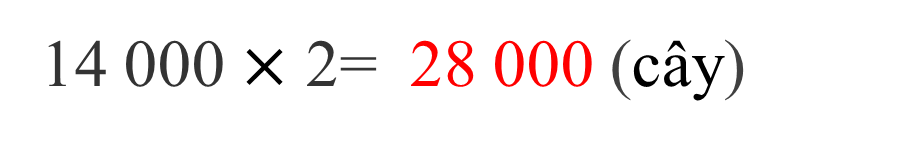 14 000 × 2= 28 000 (cây)